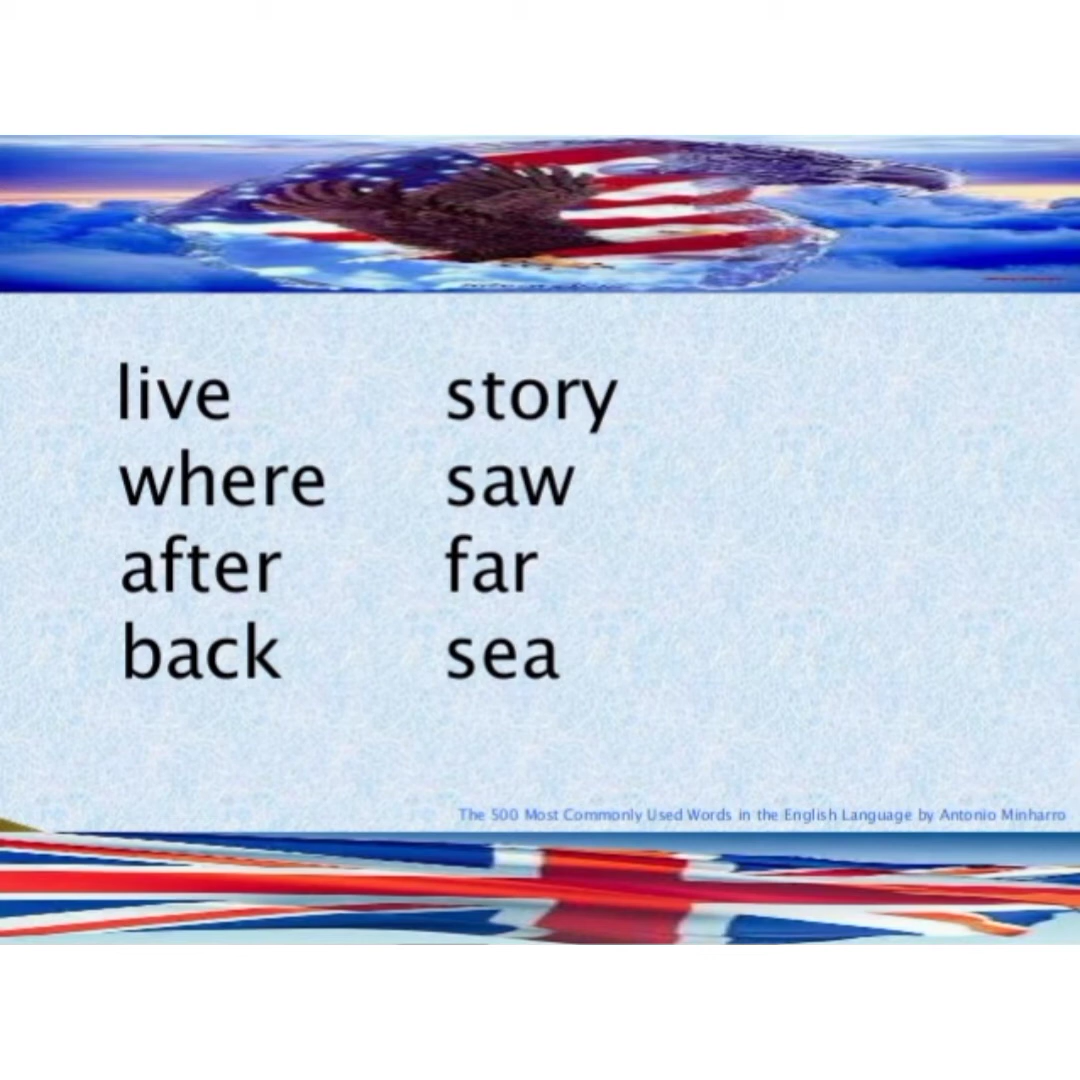 live
where
after
back
story
saw
far
sea
The 500 Most Commonly Used Words in the English Language by Antonio Minharro